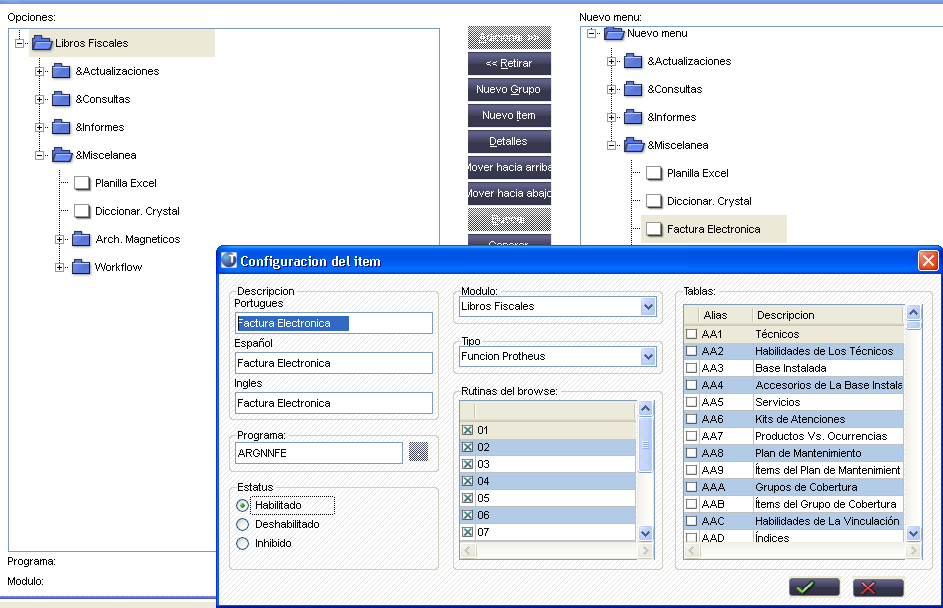 Opciones:
Libros Fiscales
&Actualizaciones
&Consultas
&Informes
&Miscelanea
Planilla Excel
Diccionar. Crystal
Arch. Magneticos
Workflow
Programa:
Modulo:
<< Retirar
Nuevo Grupo
Nuevo Item
Detalles
Mover hacia arriba
Mover hacia abajo
Generar
Nuevo menu:
Nuevo menu
&Actualizaciones
&Consultas
&Informes
&Miscelanea
Planilla Excel
Diccionar. Crystal
Factura Electronica
Configuracion del item
Descripcion
Portugues
Factura Electronica
Español
Factura Electronica
Ingles
Factura Electronica
Programa:
ARGNNFE
Estatus
Habilitado
Deshabilitado
Inhibido
Modulo:
Libros Fiscales
Tipo
Funcion Protheus
Rutinas del browse:
01
02
03
04
05
06
07
Tablas:
Alias Descripcion
AA1 Técnicos
AA2 Habilidades de Los Técnicos
AA3 Base Instalada
AA4 Accesorios de La Base Instala
AA5 Servicios
AA6 Kits de Atenciones
AA7 Productos Vs. Ocurrencias
AA8 Plan de Mantenimiento
AA9 Ítems del Plan de Mantenimient
AAA Grupos de Cobertura
AAB Ítems del Grupo de Cobertura
AAC Habilidades de La Vinculación
AAD Índices